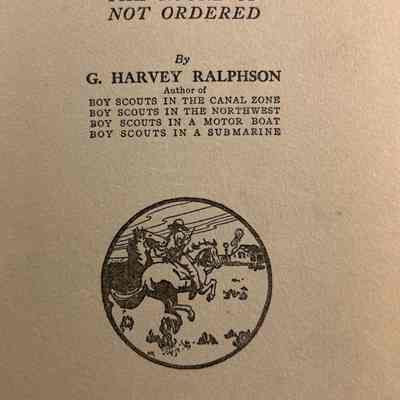 NOT ORDERED
By
G. HARVEY RALPHSON
Author of
BOY SCOUTS IN THE CANAL ZONE
BOY SCOUTS IN THE NORTHWEST
BOY SCOUTS IN A MOTOR BOAT
BOY SCOUTS IN A SUBMARINE